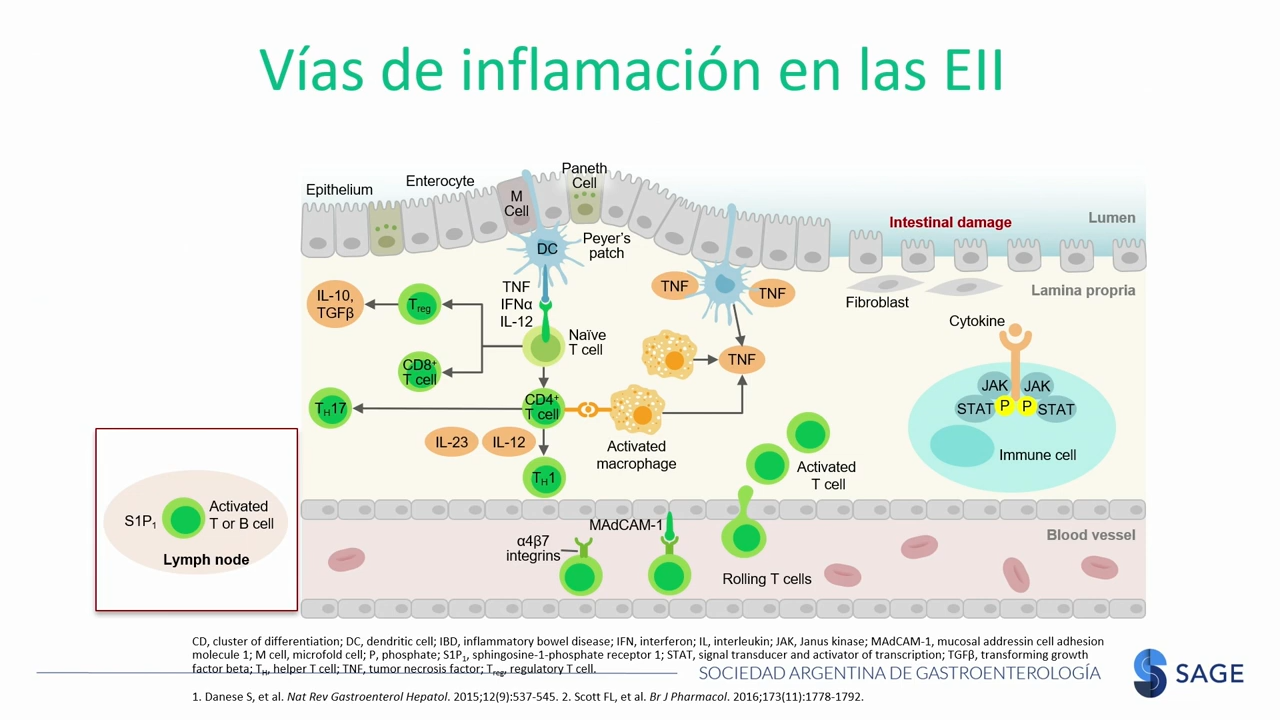 Vías de inflamación en las EII
Epithelium
Enterocyte
M
Cell
Paneth
Cell
DC
Peyer's
patch
Intestinal damage
Lumen
Lamina propria
Fibroblast
TNF
IFNα
IL-12
IL-10,
TGFβ
Treg
Naïve
T cell
CD8+
T cell
TH17
CD4+
T cell
IL-23
IL-12
TH1
Activated
macrophage
TNF
TNF
TNF
Cytokine
JAK
JAK
STAT
P
P
STAT
Immune cell
Activated
T cell
S1P1
Activated
T or B cell
Lymph node
MAdCAM-1
α4β7
integrins
Rolling T cells
Blood vessel
CD, cluster of differentiation; DC, dendritic cell; IBD, inflammatory bowel disease; IFN, interferon; IL, interleukin; JAK, Janus kinase; MAdCAM-1, mucosal addressin cell adhesion
molecule 1; M cell, microfold cell; P, phosphate; S1P1, sphingosine-1-phosphate receptor 1; STAT, signal transducer and activator of transcription; TGFβ, transforming growth
factor beta; TH, helper T cell; TNF, tumor necrosis factor; Treg, regulatory T cell.
SOCIEDAD ARGENTINA DE GASTROENTEROLOGÍA
SAGE
1. Danese S, et al. Nat Rev Gastroenterol Hepatol. 2015;12(9):537-545. 2. Scott FL, et al. Br J Pharmacol. 2016;173(11):1778-1792.